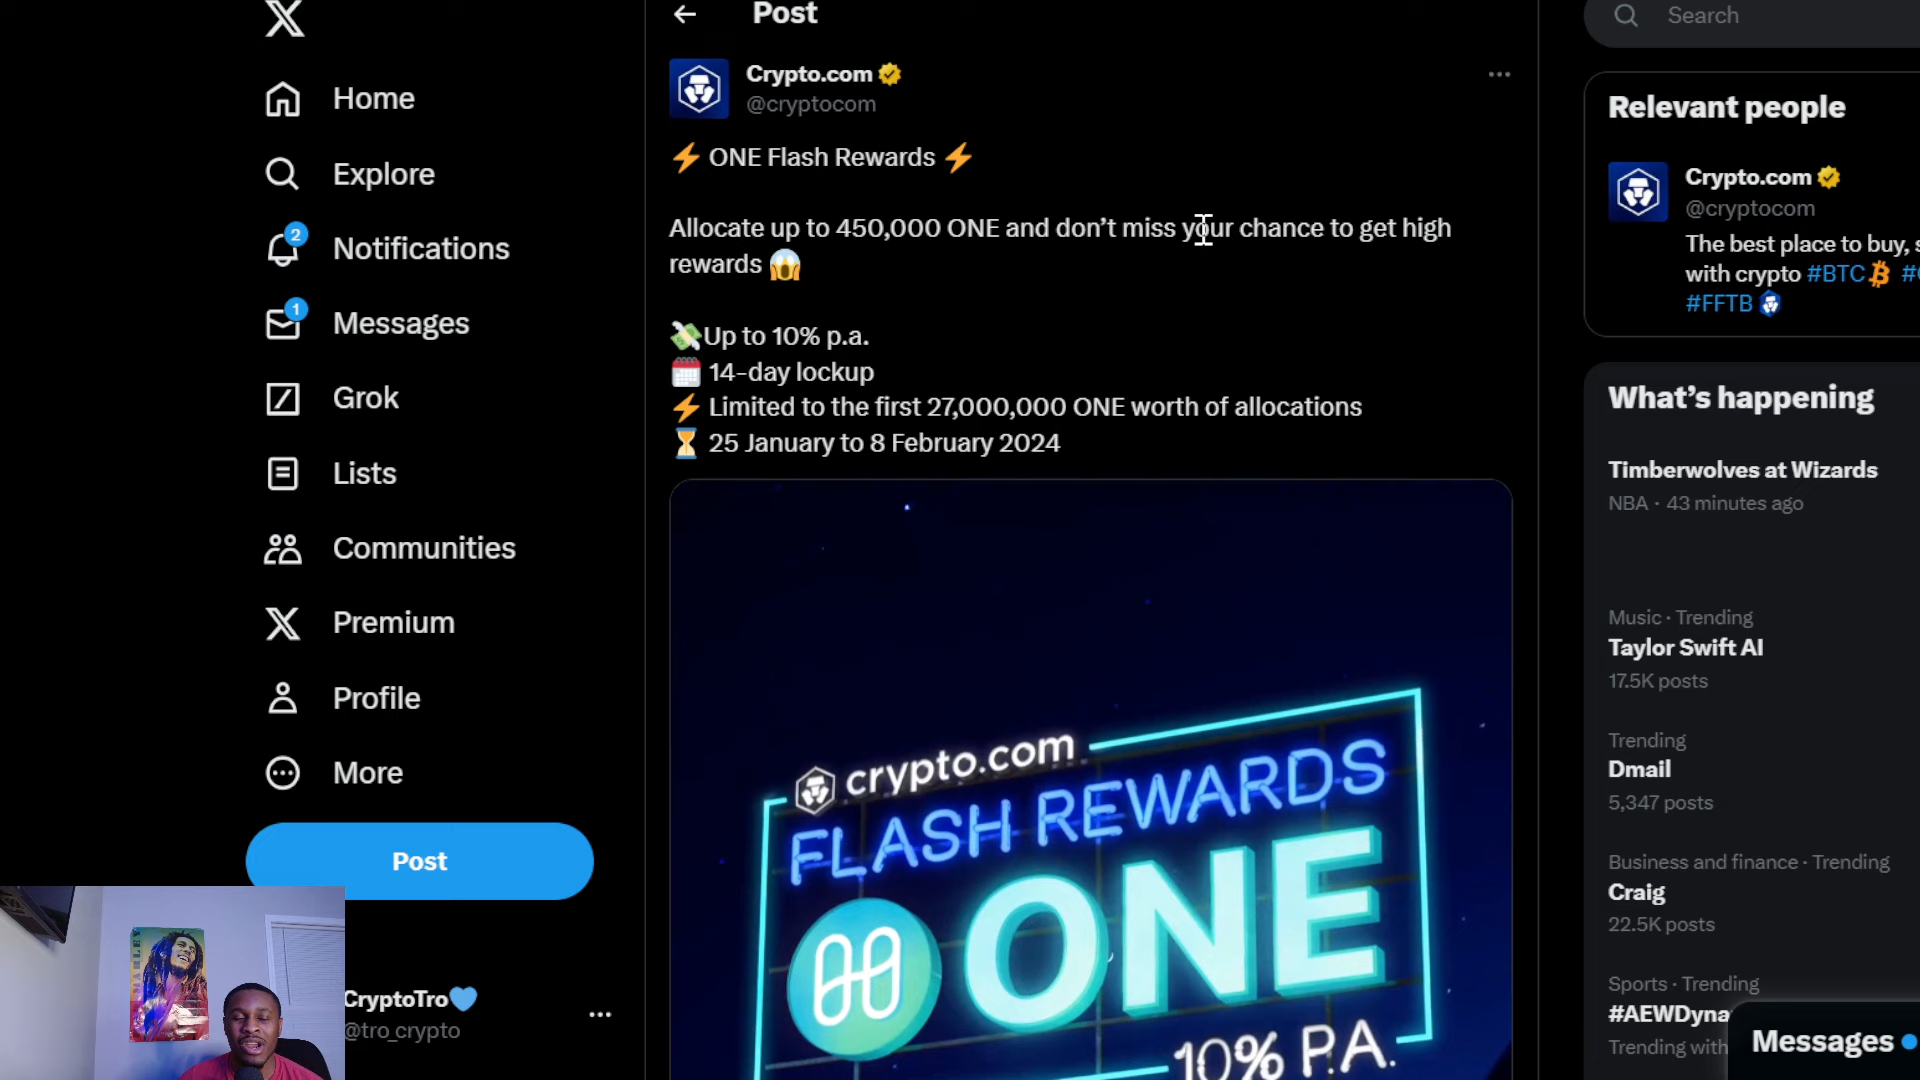 Home
Explore
2
Notifications
1
Messages
Grok
Lists
Communities
Premium
Profile
More
Post
CryptoTro
@tro_crypto
Post
Crypto.com
@cryptocom
⚡ ONE Flash Rewards ⚡
Allocate up to 450,000 ONE and don’t miss your chance to get high
rewards 😱
💸Up to 10% p.a.
🗓️ 14-day lockup
⚡ Limited to the first 27,000,000 ONE worth of allocations
⏳ 25 January to 8 February 2024
crypto.com
FLASH REWARDS
ONE
10% P.A.
Search
Relevant people
Crypto.com
@cryptocom
The best place to buy, s
with crypto #BTC #
#FFTB
What’s happening
Timberwolves at Wizards
NBA · 43 minutes ago
Music · Trending
Taylor Swift AI
17.5K posts
Trending
Dmail
5,347 posts
Business and finance · Trending
Craig
22.5K posts
Sports · Trending
#AEWDyna
Trending with
Messages